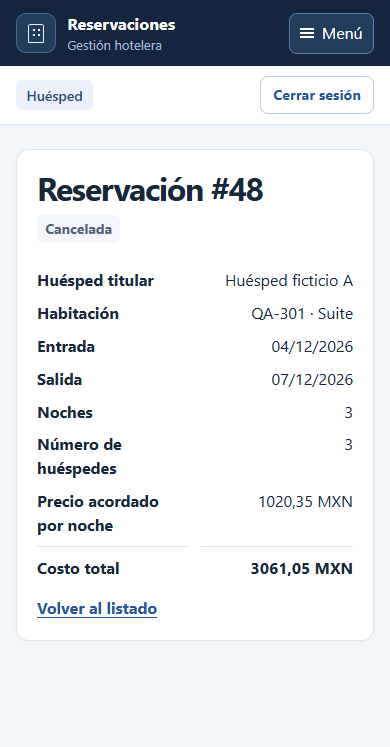 Reservaciones
Gestión hotelera
Menú
Huésped
Cerrar sesión
Reservación #48
Cancelada
Huésped titular Huésped ficticio A
Habitación QA-301 · Suite
Entrada 04/12/2026
Salida 07/12/2026
Noches 3
Número de 3
huéspedes
Precio acordado 1020,35 MXN
por noche
Costo total 3061,05 MXN
Volver al listado